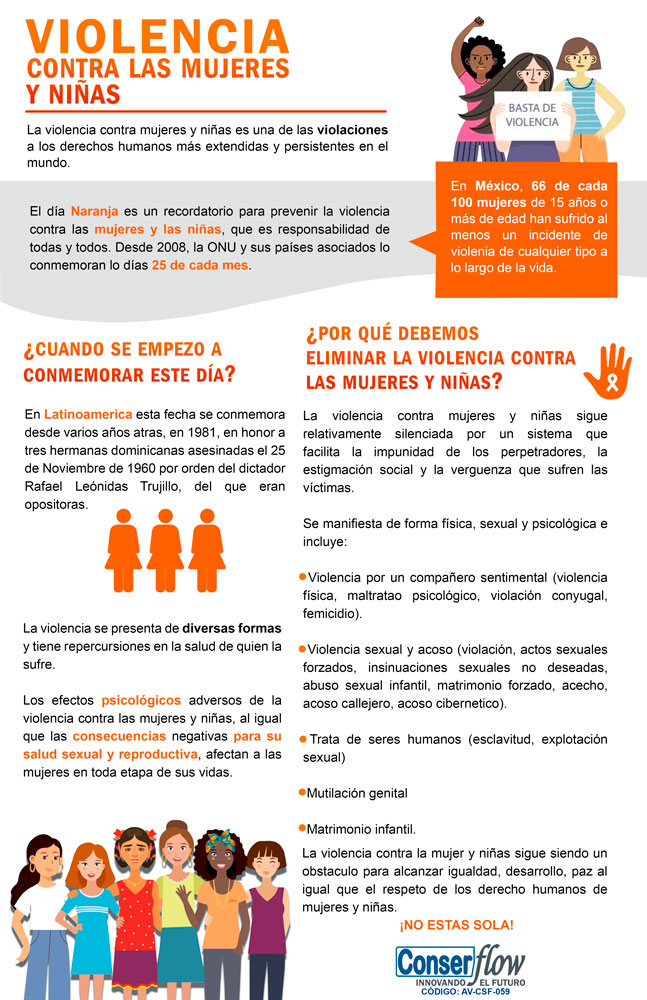 VIOLENCIA
CONTRA LAS MUJERES
Y NIÑAS
La violencia contra mujeres y niñas es una de las violaciones
a los derechos humanos más extendidas y persistentes en el
mundo.
BASTA DE
VIOLENCIA
El día Naranja es un recordatorio para prevenir la violencia
contra las mujeres y las niñas, que es responsabilidad de
todas y todos. Desde 2008, la ONU y sus países asociados lo
conmemoran lo días 25 de cada mes.
En México, 66 de cada
100 mujeres de 15 años o
más de edad han sufrido al
menos un incidente de
violenia de cualquier tipo a
lo largo de la vida.
¿CUANDO SE EMPEZO A
CONMEMORAR ESTE DÍA?
En Latinoamerica esta fecha se conmemora
desde varios años atras, en 1981, en honor a
tres hermanas dominicanas asesinadas el 25
de Noviembre de 1960 por orden del dictador
Rafael Leónidas Trujillo, del que eran
opositoras.
La violencia se presenta de diversas formas
y tiene repercursiones en la salud de quien la
sufre.
Los efectos psicológicos adversos de la
violencia contra las mujeres y niñas, al igual
que las consecuencias negativas para su
salud sexual y reproductiva, afectan a las
mujeres en toda etapa de sus vidas.
¿POR QUÉ DEBEMOS
ELIMINAR LA VIOLENCIA CONTRA
LAS MUJERES Y NIÑAS?
La violencia contra mujeres y niñas sigue
relativamente silenciada por un sistema que
facilita la impunidad de los perpetradores, la
estigmación social y la verguenza que sufren las
víctimas.
Se manifiesta de forma física, sexual y psicológica e
incluye:
•Violencia por un compañero sentimental (violencia
física, maltratao psicológico, violación conyugal,
femicidio).
•Violencia sexual y acoso (violación, actos sexuales
forzados, insinuaciones sexuales no deseadas,
abuso sexual infantil, matrimonio forzado, acecho,
acoso callejero, acoso cibernetico).
• Trata de seres humanos (esclavitud, explotación
sexual)
•Mutilación genital
•Matrimonio infantil.
La violencia contra la mujer y niñas sigue siendo un
obstaculo para alcanzar igualdad, desarrollo, paz al
igual que el respeto de los derecho humanos de
mujeres y niñas.
¡NO ESTAS SOLA!
Conserflow
INNOVANDO EL FUTURO
CÓDIGO: AV-CSF-059